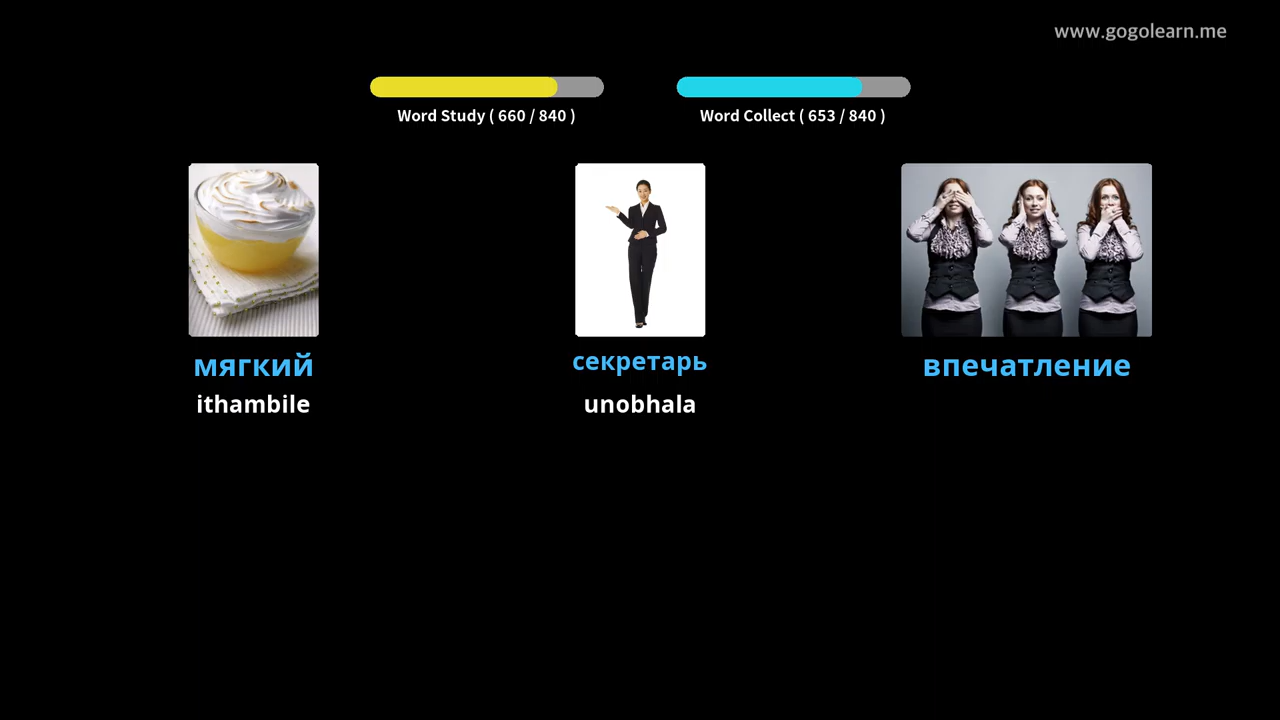 www.gogolearn.me
Word Study ( 660 / 840 )
Word Collect ( 653 / 840 )
мягкий
ithambile
секретарь
unobhala
впечатление